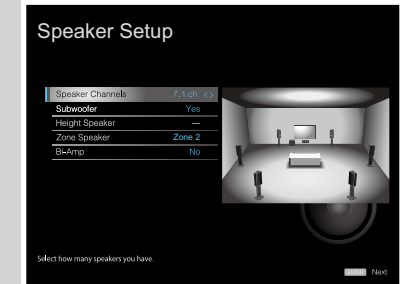 Speaker Setup
Speaker Channels 7.1 ch < >
Subwoofer Yes
Height Speaker ---
Zone Speaker Zone 2
Bi-Amp No
Select how many speakers you have.
ENTER Next